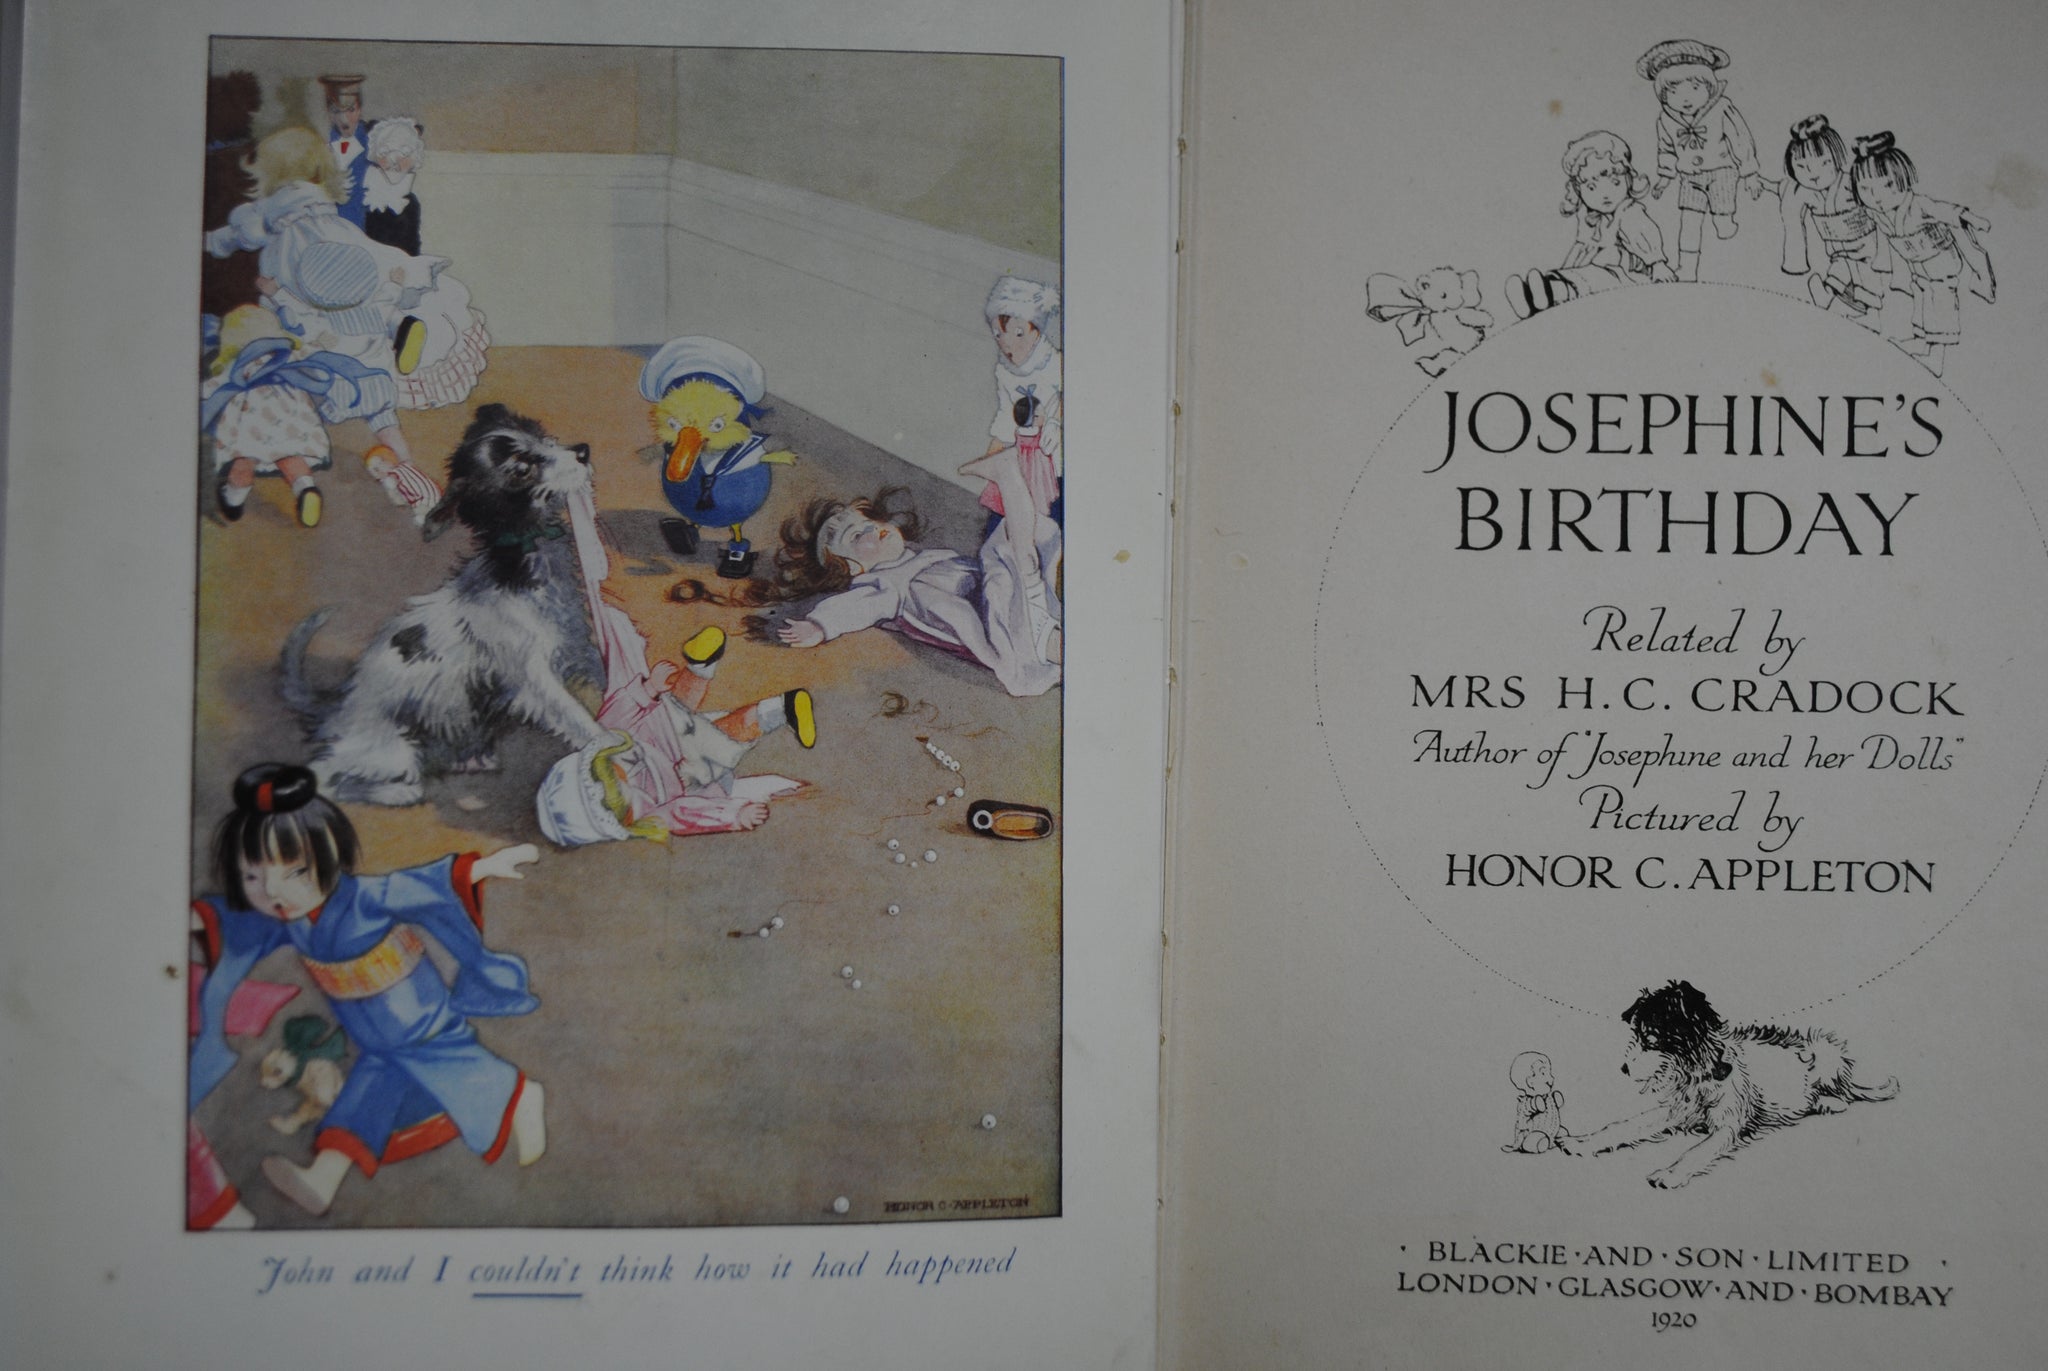 HONOR C. APPLETON
John and I couldn't think how it had happened
JOSEPHINE'S
BIRTHDAY
Related by
MRS H. C. CRADOCK
Author of "Josephine and her Dolls"
Pictured by
HONOR C. APPLETON
· BLACKIE · AND · SON · LIMITED ·
LONDON · GLASGOW · AND · BOMBAY
1920